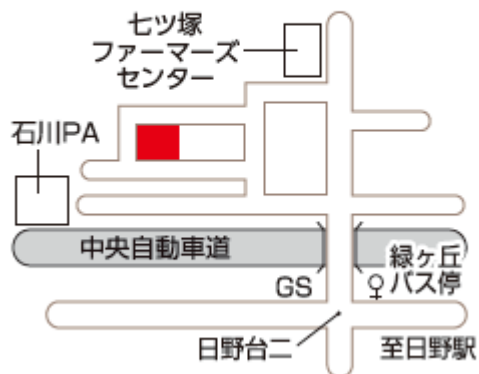 七ツ塚
ファーマーズ
センター
石川PA
中央自動車道
緑ヶ丘
バス停
GS
日野台二
至日野駅